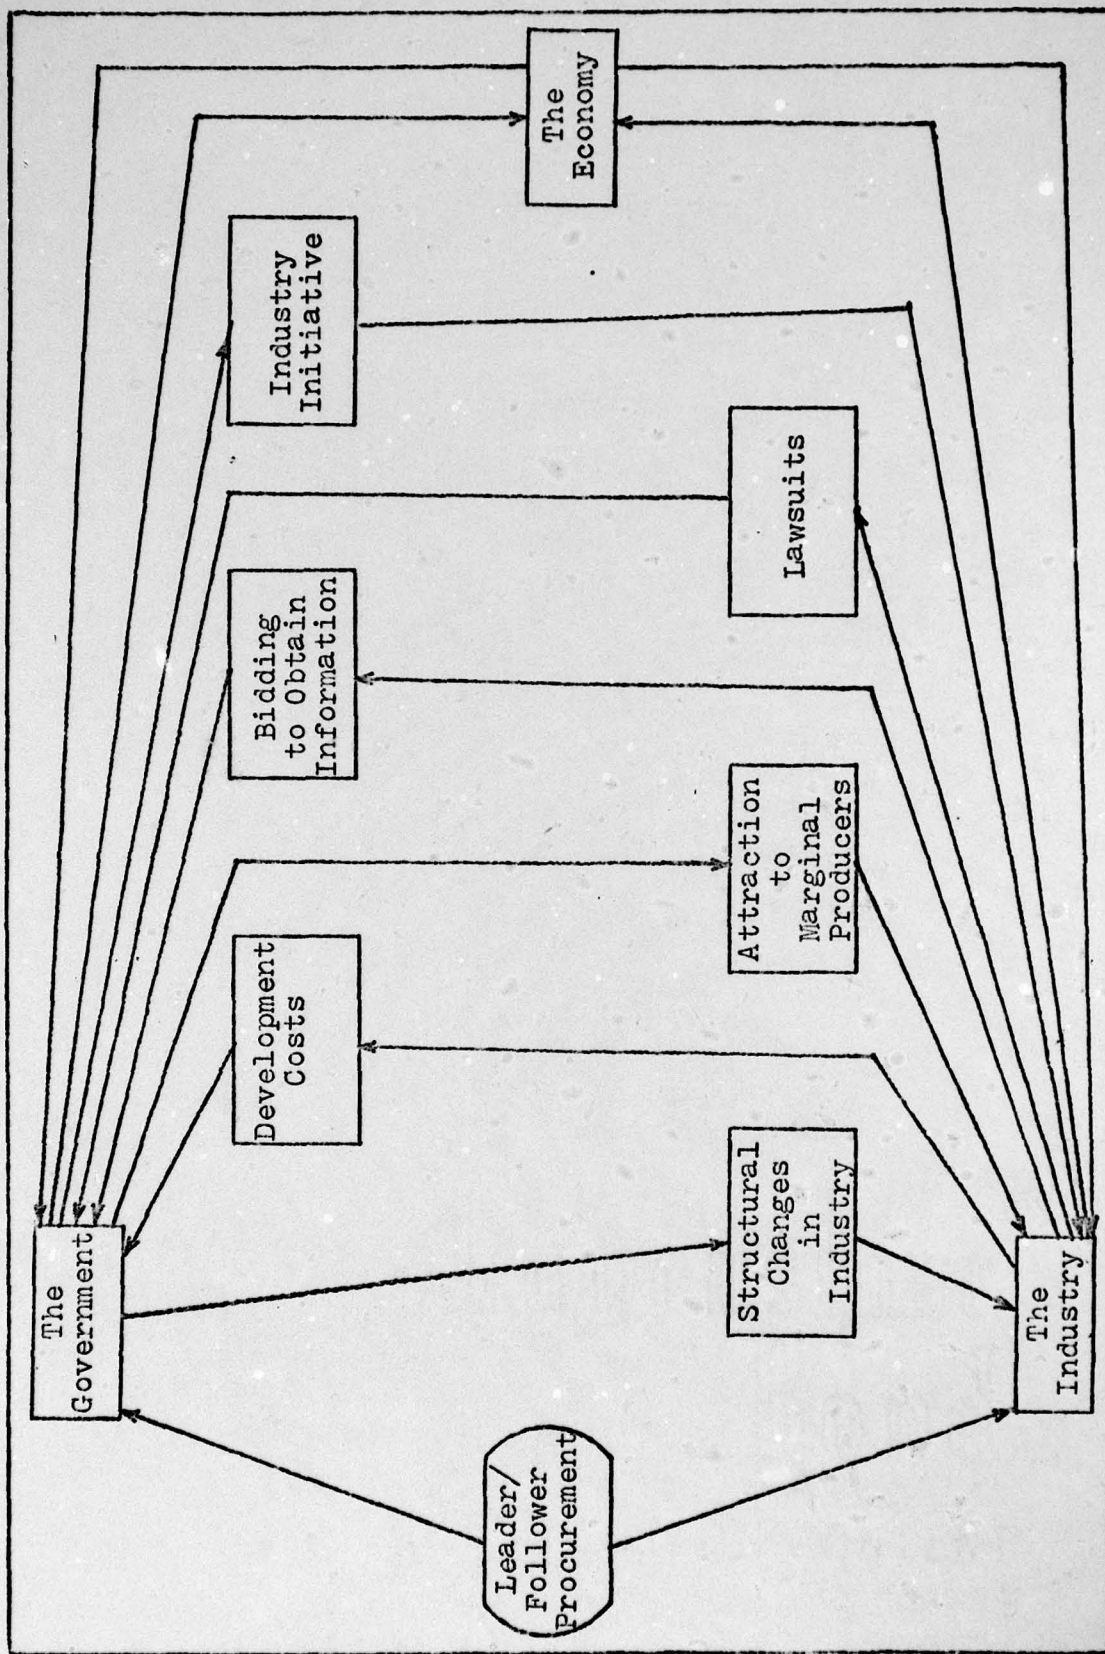 The
Government
Leader/
Follower
Procurement
The
Industry
Structural
Changes
in
Industry
Development
Costs
Attraction
to
Marginal
Producers
Bidding
to Obtain
Information
Lawsuits
Industry
Initiative
The
Economy